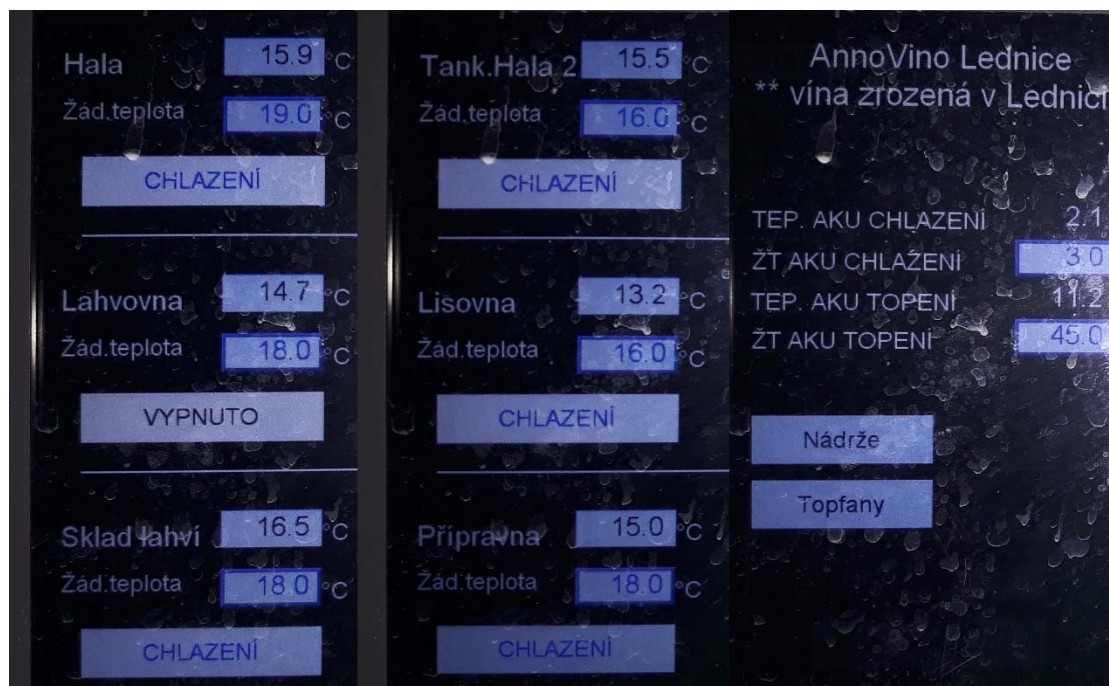 Hala 15.9 °C
Žád.teplota 19.0 °C
CHLAZENÍ
Lahvovna 14.7 °C
Žád.teplota 18.0 °C
VYPNUTO
Sklad lahví 16.5 °C
Žád.teplota 18.0 °C
CHLAZENÍ
Tank.Hala 2 15.5 °C
Žád.teplota 16.0 °C
CHLAZENÍ
Lisovna 13.2 °C
Žád.teplota 16.0 °C
CHLAZENÍ
Přípravna 15.0 °C
Žád.teplota 18.0 °C
CHLAZENÍ
AnnoVino Lednice
** vína zrozená v Lednici
TEP. AKU CHLAZENÍ 2.1
ŽT AKU CHLAŽENÍ 3.0
TEP. AKU TOPENÍ 11.2
ŽT AKU TOPENÍ 45.0
Nádrže
Topfany